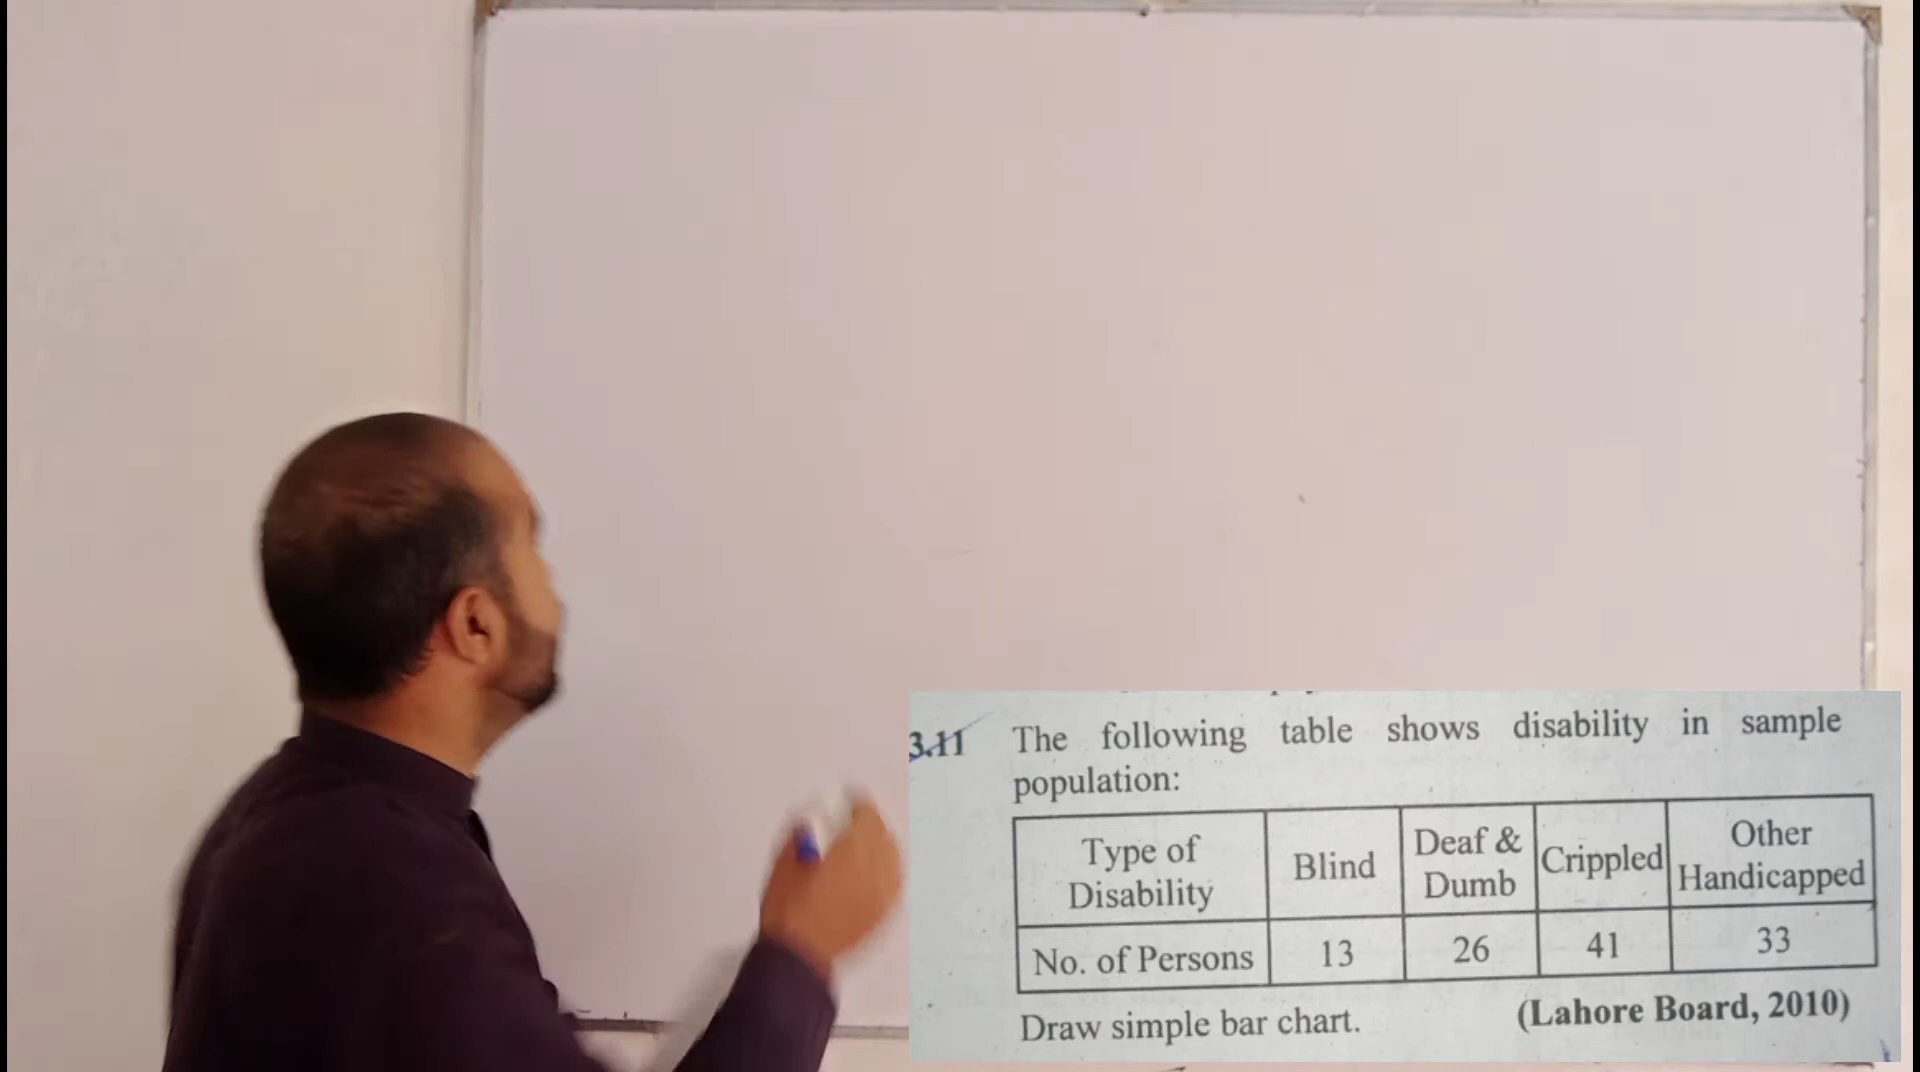 3.11 The following table shows disability in sample
population:
Type of Disability Blind Deaf & Dumb Crippled Other Handicapped
No. of Persons 13 26 41 33
Draw simple bar chart. (Lahore Board, 2010)